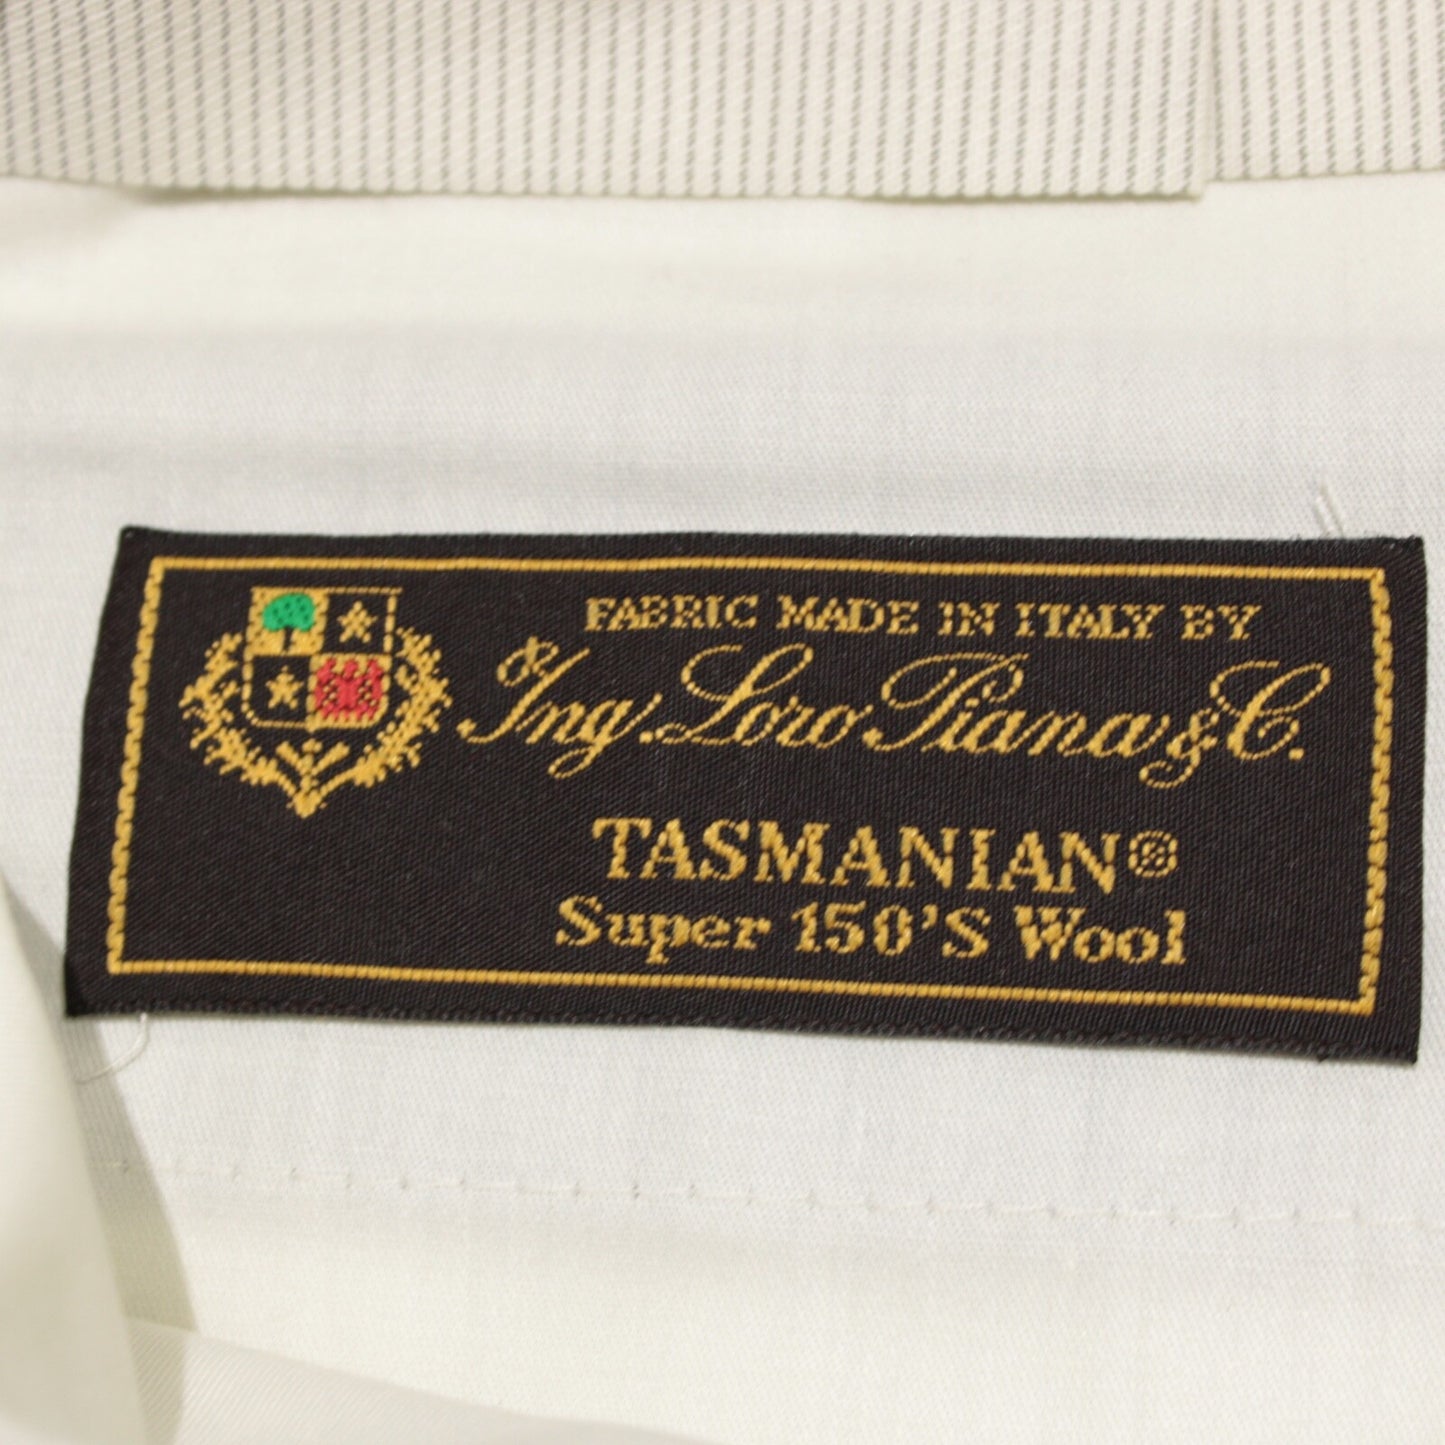 FABRIC MADE IN ITALY BY
Ing. Loro Piana & C.
TASMANIAN®
Super 150'S Wool